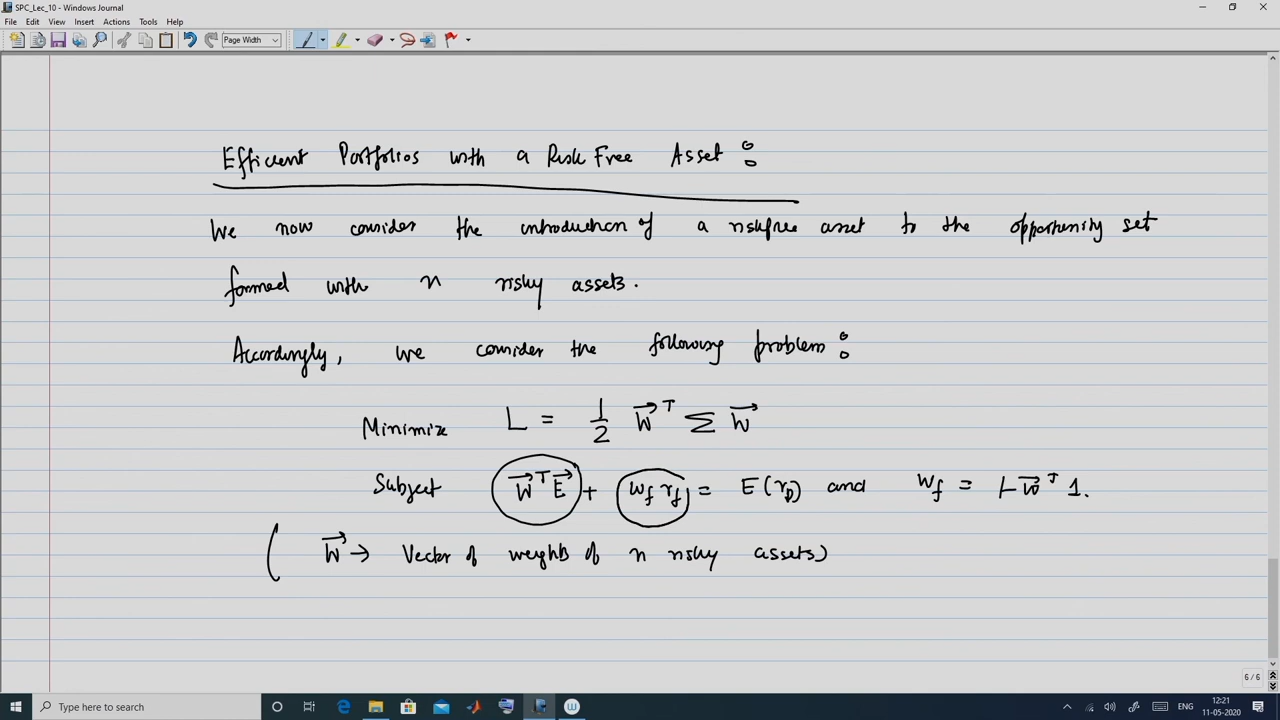 SPC_Lec_10 - Windows Journal
File Edit View Insert Actions Tools Help
Page Width
Efficient Portfolios with a Risk Free Asset :
We now consider the introduction of a riskfree asset to the opportunity set
formed with n risky assets.
Accordingly, we consider the following problem :
Minimize L = 1/2 W⃗^T Σ W⃗
Subject W⃗^T E⃗ + w_f r_f = E(r_p) and w_f = 1-W⃗^T 1.
( W⃗ → Vector of weights of n risky assets)
6/6
Type here to search
ENG
12:21
11-05-2020